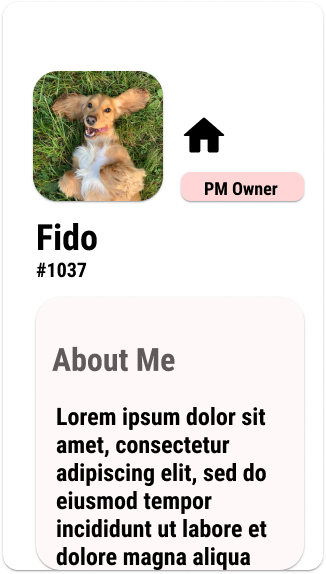 PM Owner
Fido
#1037
About Me
Lorem ipsum dolor sit
amet, consectetur
adipiscing elit, sed do
eiusmod tempor
incididunt ut labore et
dolore magna aliqua